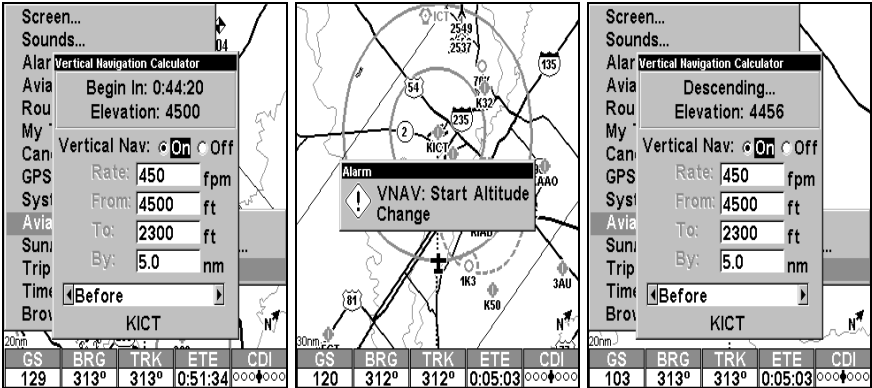 Screen...
Sounds...
Alar
Avia
Rou
My
Can
GPS
Syst
Avia
Sun
Trip
Time
Brov
04
Vertical Navigation Calculator
Begin In: 0:44:20
Elevation: 4500
Vertical Nav: On Off
Rate: 450 fpm
From: 4500 ft
To: 2300 ft
By: 5.0 nm
Before
KICT
N
20nm
GS BRG TRK ETE CDI
129 313° 313° 0:51:34
ICT
2549
2537
135
54
K32
235
2
KICT
Alarm
VNAV: Start Altitude
Change
AAO
1K3
3AU
K50
81
N
30nm
GS BRG TRK ETE CDI
120 312° 312° 0:05:03
Screen...
Sounds...
Alar
Avia
Rou
My
Can
GPS
Syst
Avia
Sun
Trip
Time
Brov
Vertical Navigation Calculator
Descending...
Elevation: 4456
Vertical Nav: On Off
Rate: 450 fpm
From: 4500 ft
To: 2300 ft
By: 5.0 nm
Before
KICT
N
20nm
GS BRG TRK ETE CDI
103 313° 313° 0:05:03